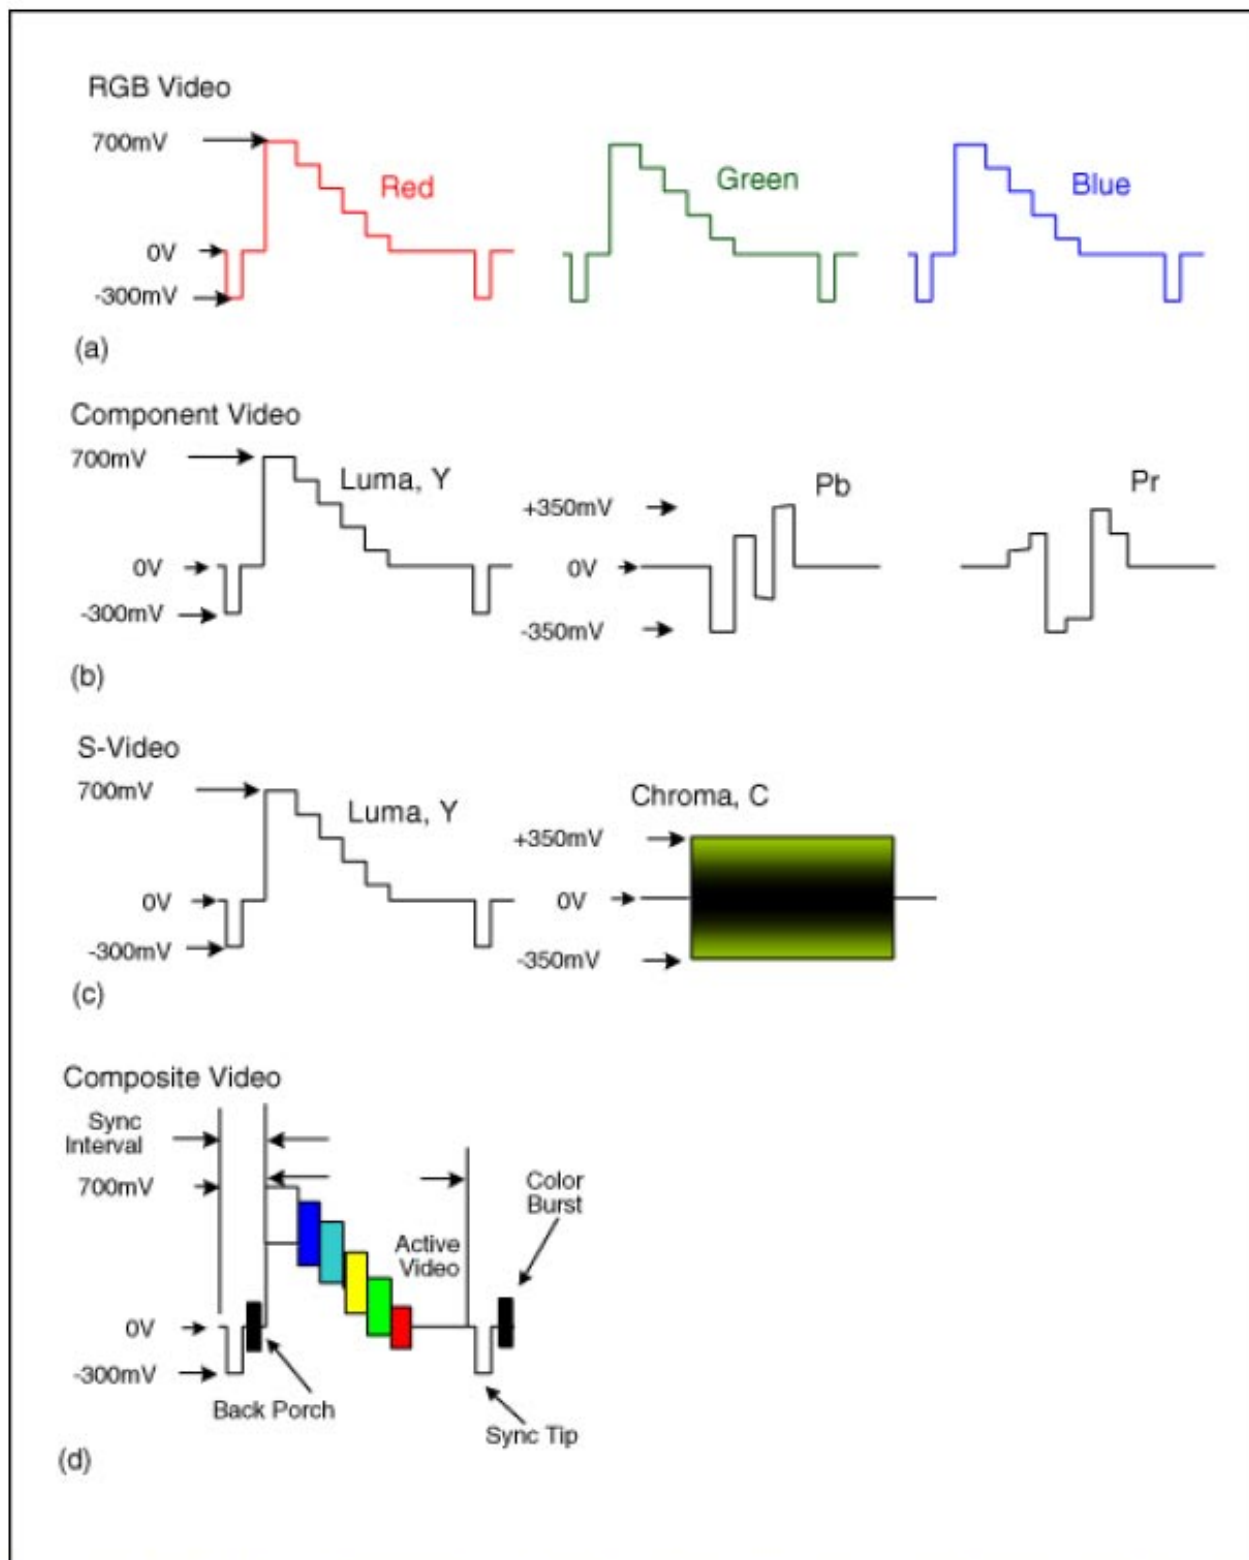 RGB Video
700mV
Red
Green
Blue
0V
-300mV
(a)
Component Video
700mV
Luma, Y
+350mV
Pb
Pr
0V
0V
-300mV
-350mV
(b)
S-Video
700mV
Luma, Y
Chroma, C
+350mV
0V
0V
-300mV
-350mV
(c)
Composite Video
Sync
Interval
700mV
Color
Burst
Active
Video
0V
-300mV
Back Porch
Sync Tip
(d)